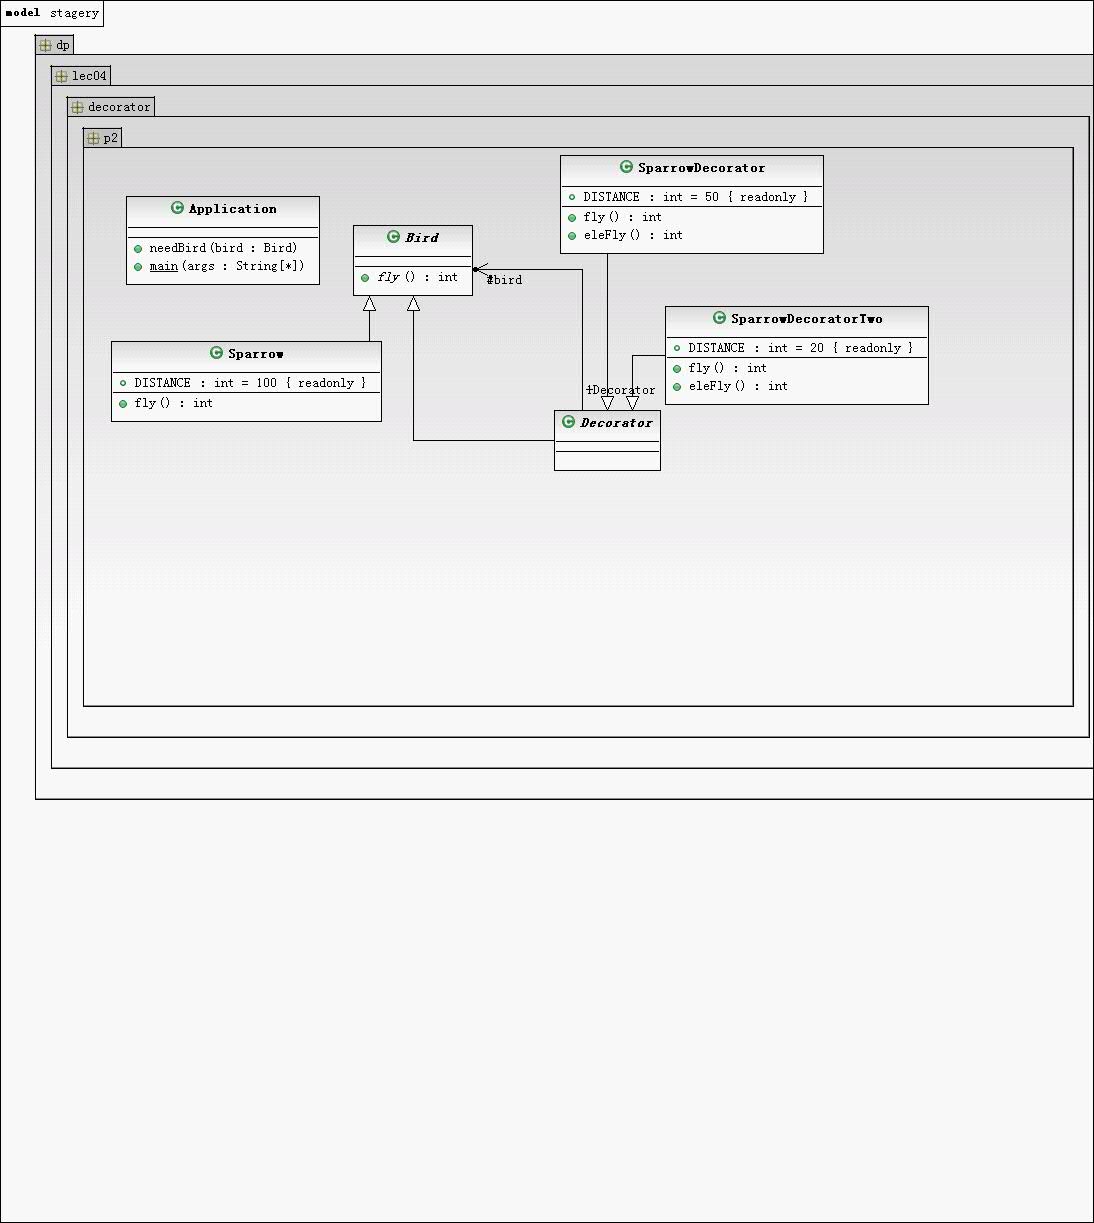 model stagery
dp
lec04
decorator
p2
SparrowDecorator
DISTANCE : int = 50 { readonly }
fly() : int
eleFly() : int
Application
needBird(bird : Bird)
main(args : String[*])
Bird
fly() : int
#bird
SparrowDecoratorTwo
DISTANCE : int = 20 { readonly }
fly() : int
eleFly() : int
Sparrow
DISTANCE : int = 100 { readonly }
fly() : int
+Decorator
Decorator